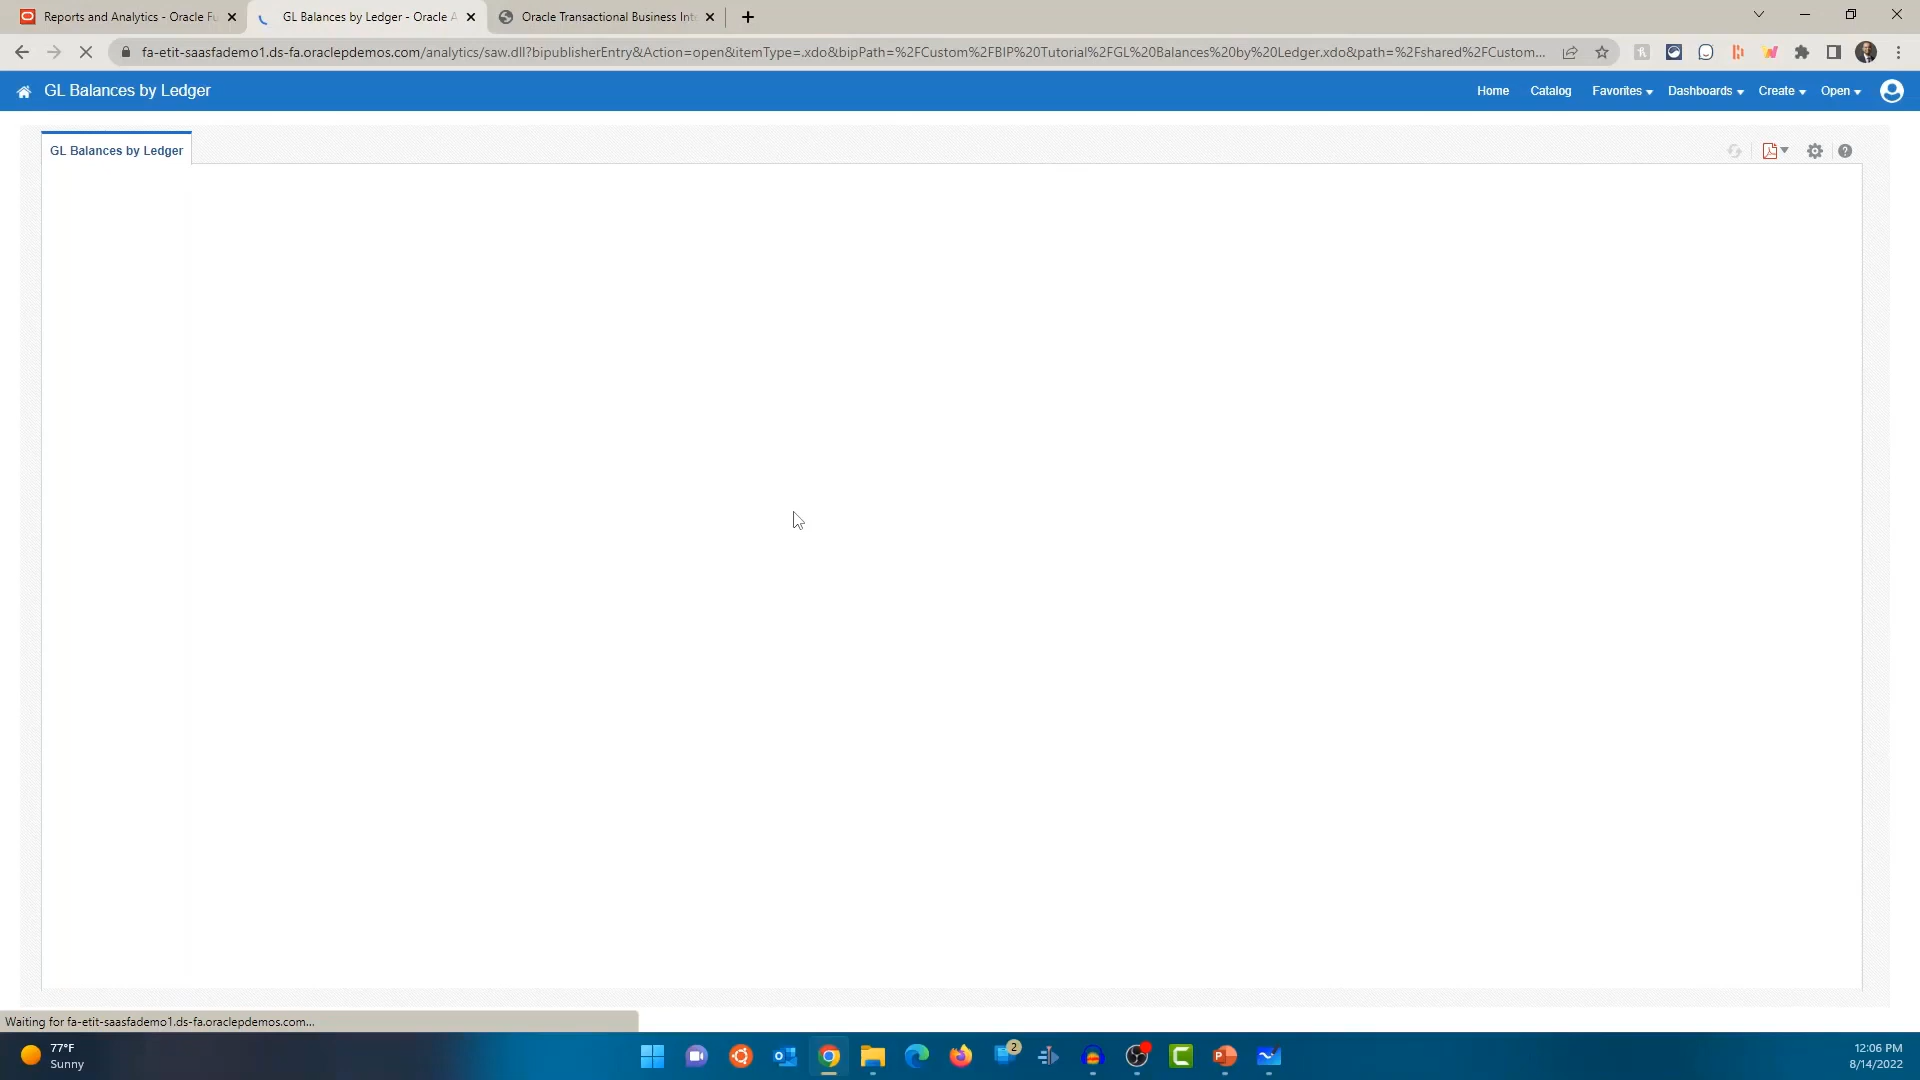 Reports and Analytics - Oracle Fu
GL Balances by Ledger - Oracle A
Oracle Transactional Business Int
fa-etit-saasfademo1.ds-fa.oraclepdemos.com/analytics/saw.dll?bipublisherEntry&Action=open&itemType=.xdo&bipPath=%2FCustom%2FBIP%20Tutorial%2FGL%20Balances%20by%20Ledger.xdo&path=%2Fshared%2FCustom...
GL Balances by Ledger
Home Catalog Favorites Dashboards Create Open
GL Balances by Ledger
Waiting for fa-etit-saasfademo1.ds-fa.oraclepdemos.com...
77°F
Sunny
2
12:06 PM
8/14/2022